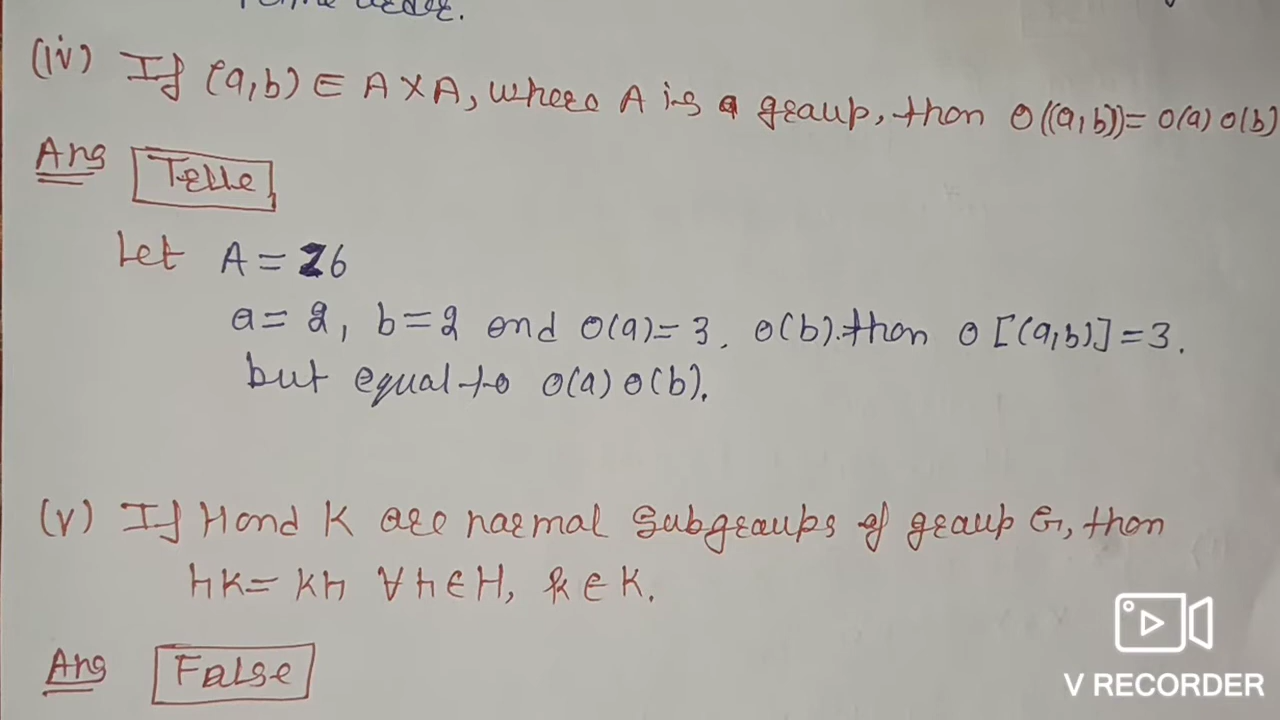 (iv) If (a,b) ∈ A×A, where A is a group, then o((a,b)) = o(a) o(b)
Ans True
Let A = Z6
a = 2, b = 2 and o(a) = 3, o(b). then o[(a,b)] = 3.
but equal to o(a) o(b).
(v) If H and K are normal subgroups of group G, then
hk = kh ∀ h ∈ H, k ∈ K.
Ans False
V RECORDER